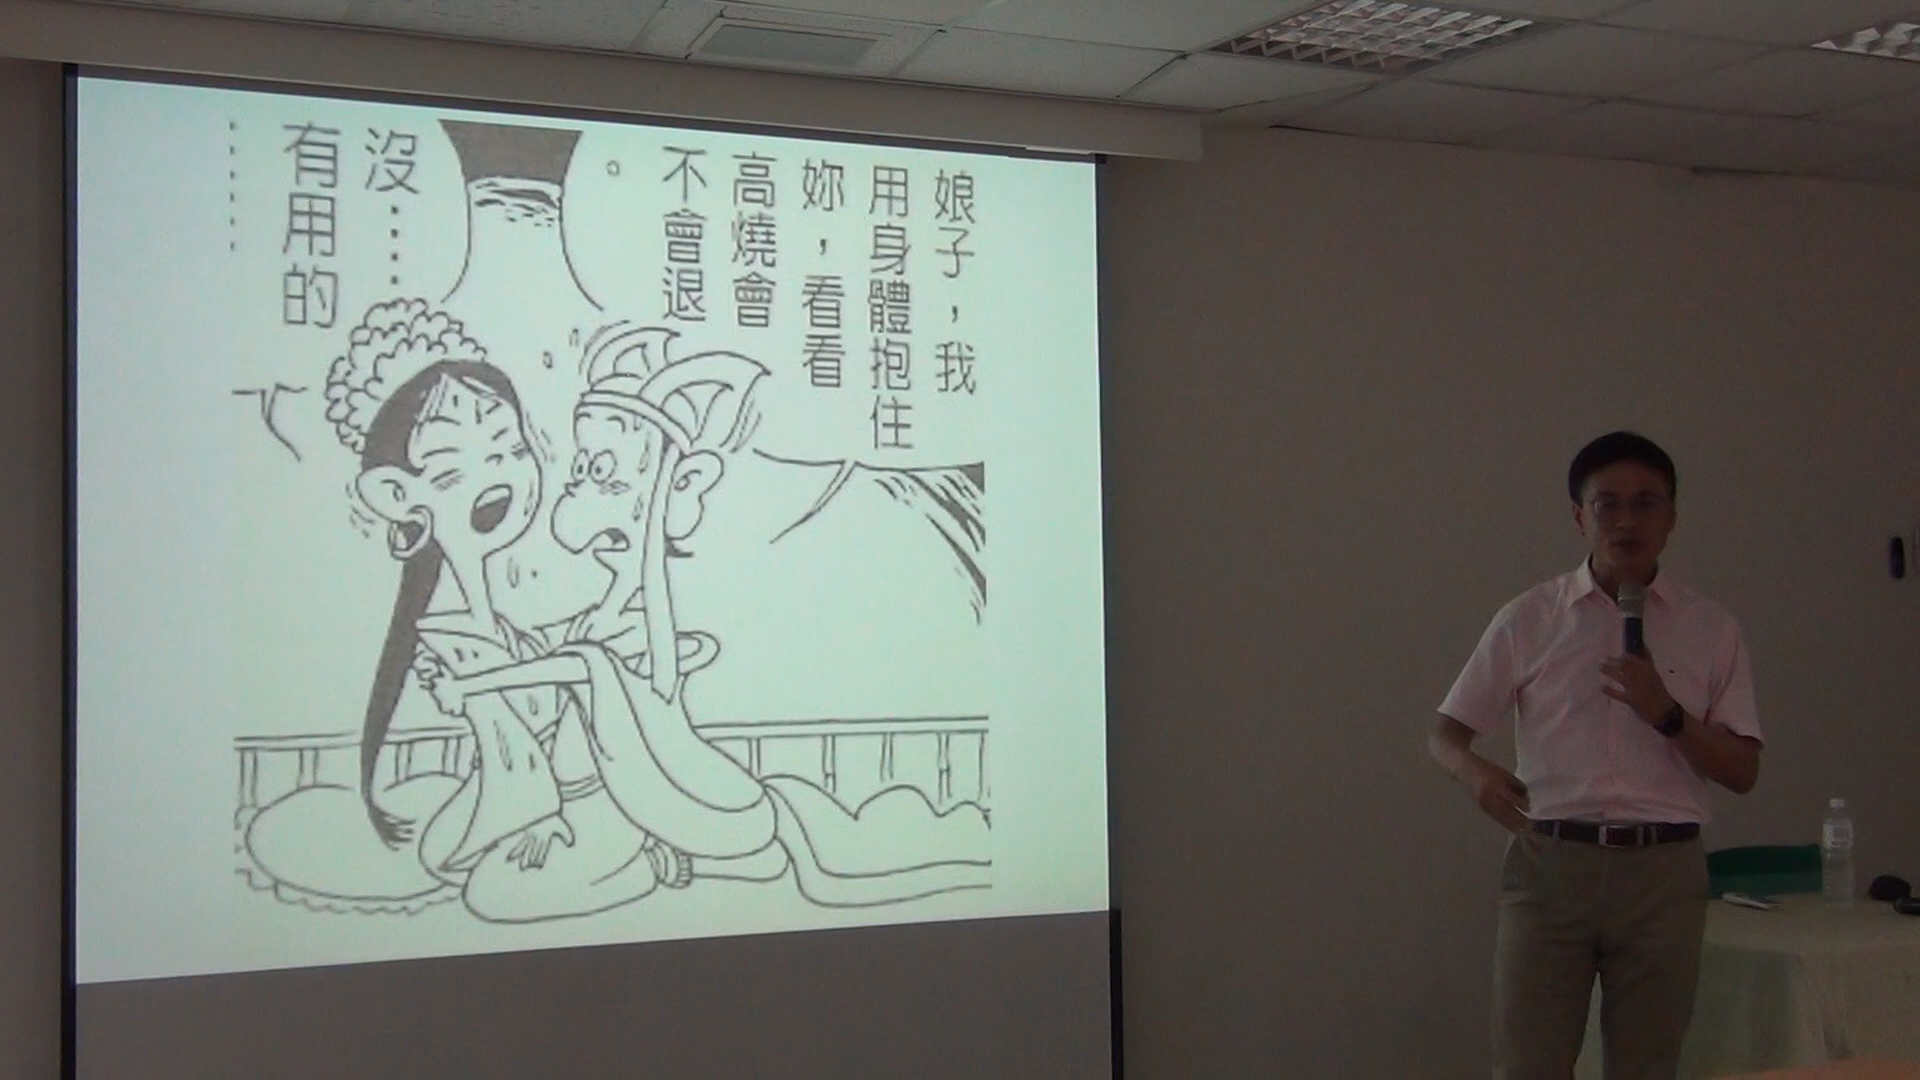 娘子，我
用身體抱住
妳，看看
高燒會
不會退
。
沒……
有用的
……